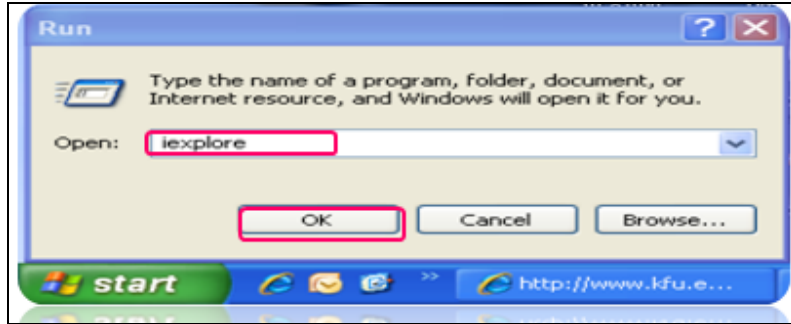 Run
Type the name of a program, folder, document, or
Internet resource, and Windows will open it for you.
Open: iexplore
OK Cancel Browse...
start http://www.kfu.e...